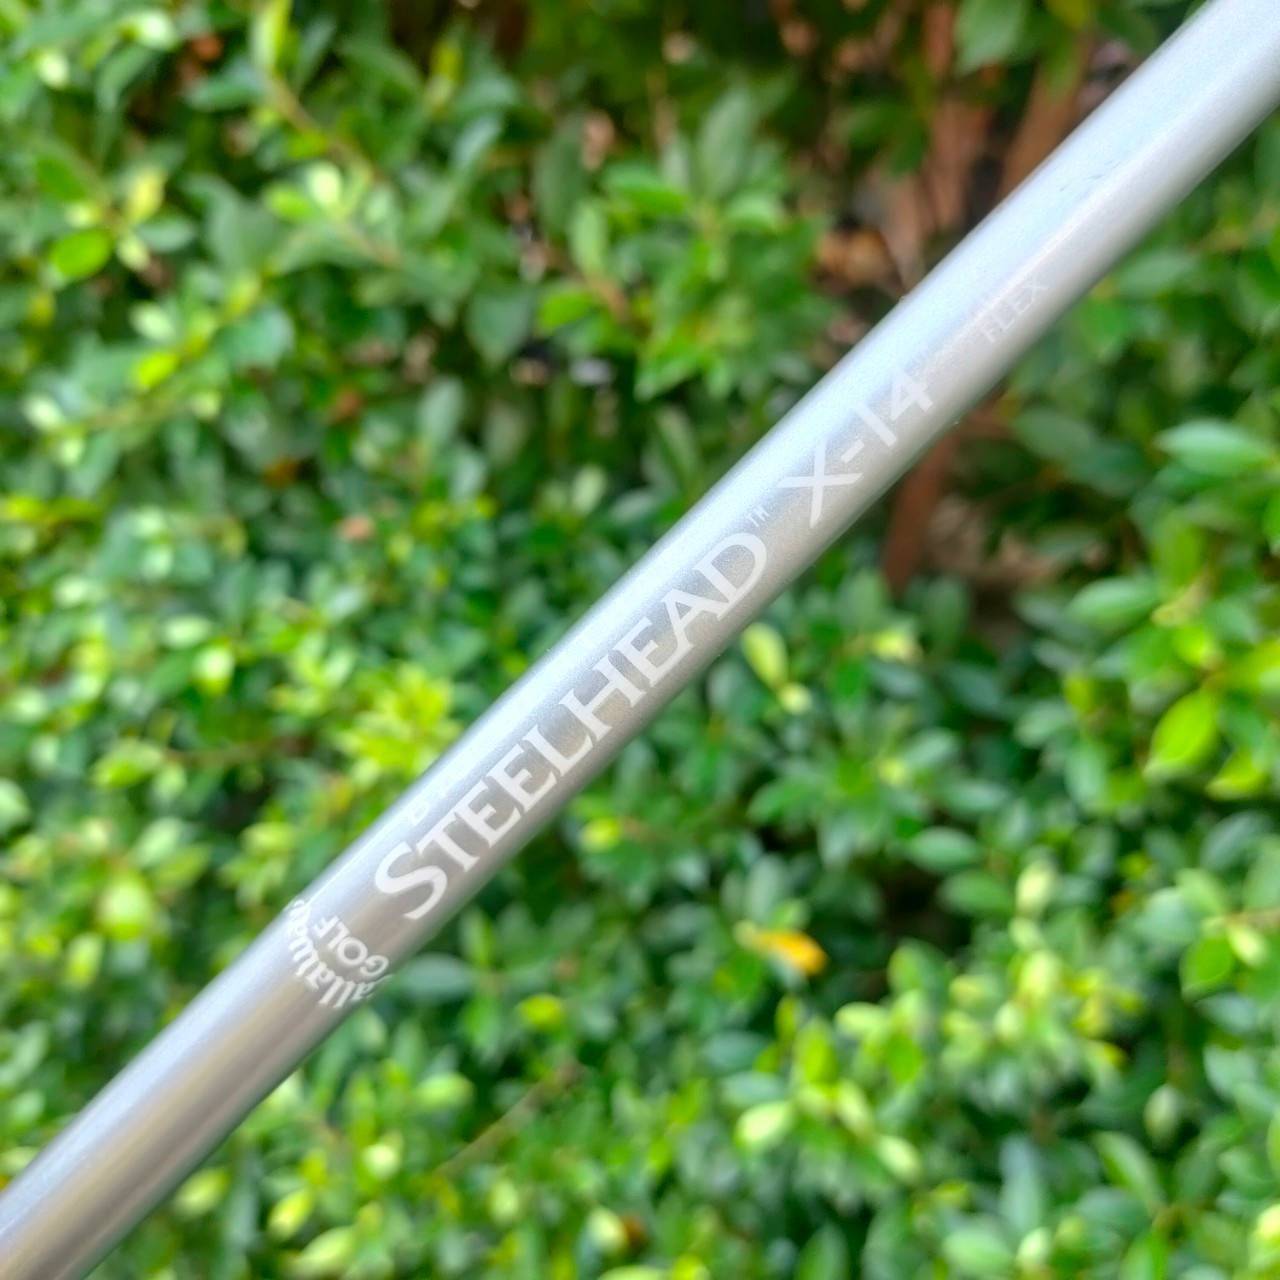 Callaway
GOLF
STEELHEAD™ X-14
FLEX